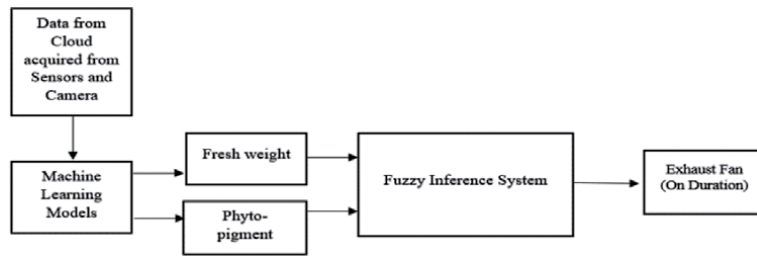 Data from
Cloud
acquired from
Sensors and
Camera
Machine
Learning
Models
Fresh weight
Phyto-
pigment
Fuzzy Inference System
Exhaust Fan
(On Duration)